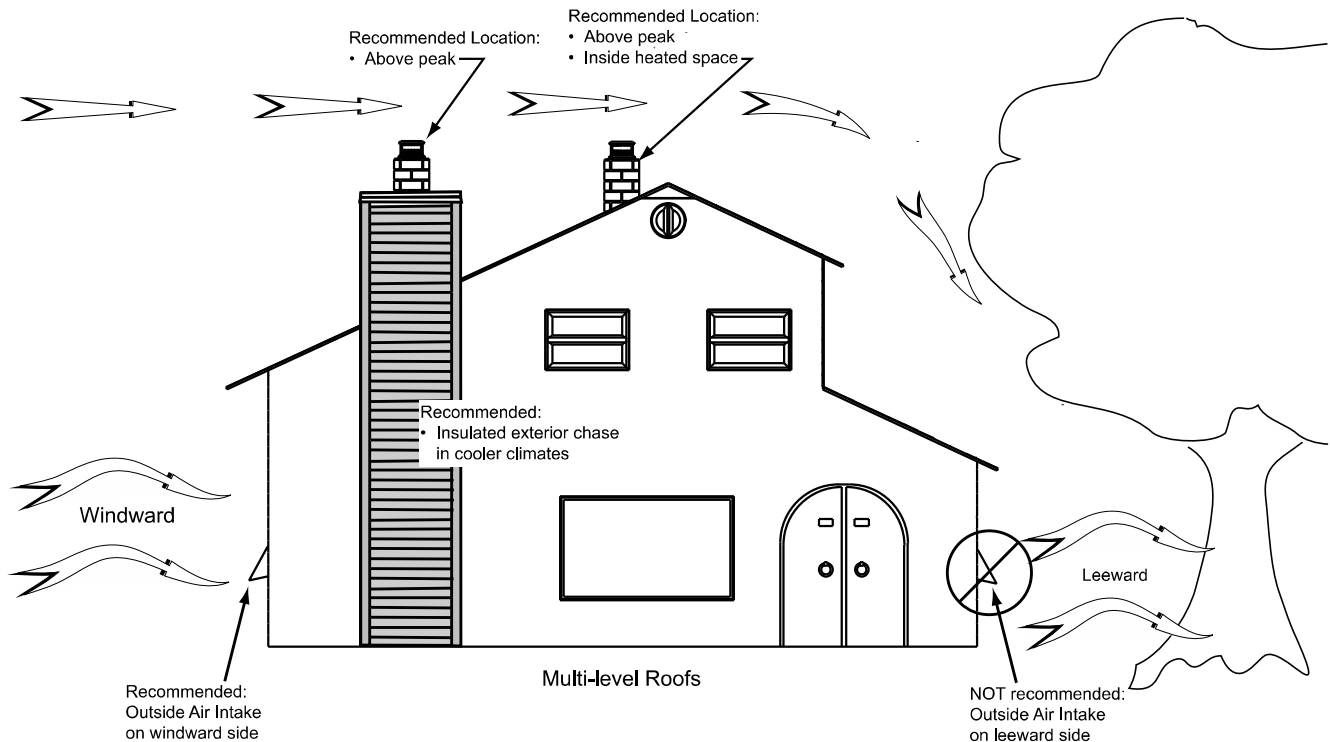 Recommended Location:
• Above peak
Recommended Location:
• Above peak
• Inside heated space
Recommended:
• Insulated exterior chase
in cooler climates
Windward
Leeward
Multi-level Roofs
Recommended:
Outside Air Intake
on windward side
NOT recommended:
Outside Air Intake
on leeward side